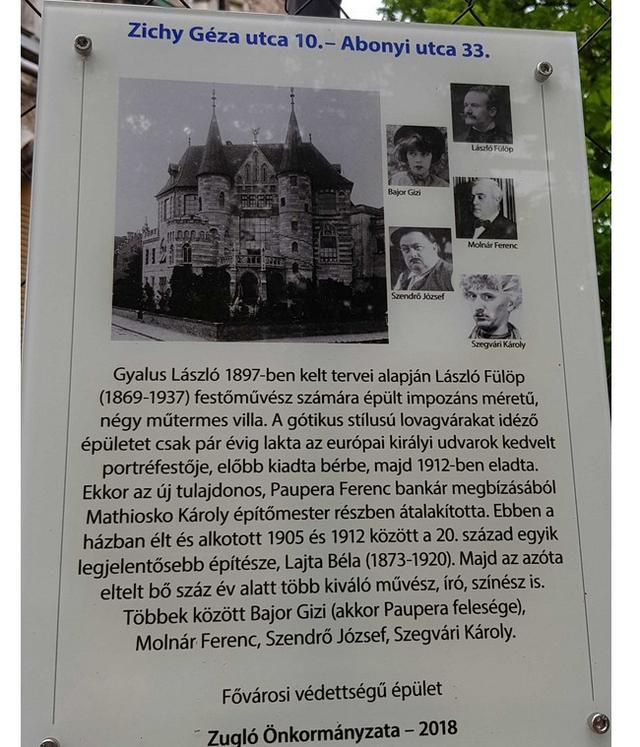 Zichy Géza utca 10.– Abonyi utca 33.
László Fülöp
Bajor Gizi
Molnár Ferenc
Szendrő József
Szegvári Károly
Gyalus László 1897-ben kelt tervei alapján László Fülöp
(1869-1937) festőművész számára épült impozáns méretű,
négy műtermes villa. A gótikus stílusú lovagvárakat idéző
épületet csak pár évig lakta az európai királyi udvarok kedvelt
portréfestője, előbb kiadta bérbe, majd 1912-ben eladta.
Ekkor az új tulajdonos, Paupera Ferenc bankár megbízásából
Mathiosko Károly építőmester részben átalakította. Ebben a
házban élt és alkotott 1905 és 1912 között a 20. század egyik
legjelentősebb építésze, Lajta Béla (1873-1920). Majd az azóta
eltelt bő száz év alatt több kiváló művész, író, színész is.
Többek között Bajor Gizi (akkor Paupera felesége),
Molnár Ferenc, Szendrő József, Szegvári Károly.
Fővárosi védettségű épület
Zugló Önkormányzata – 2018